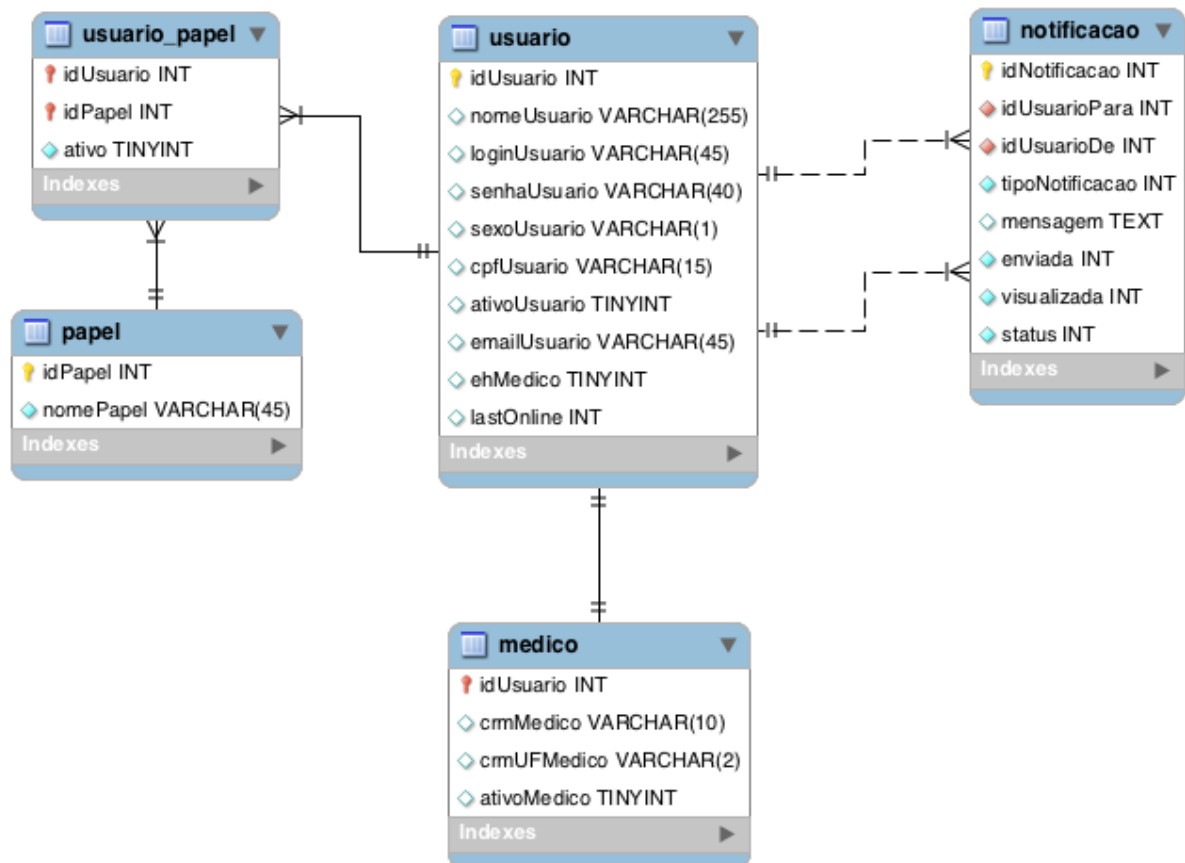 usuario_papel
idUsuario INT
idPapel INT
ativo TINYINT
Indexes
papel
idPapel INT
nomePapel VARCHAR(45)
Indexes
usuario
idUsuario INT
nomeUsuario VARCHAR(255)
loginUsuario VARCHAR(45)
senhaUsuario VARCHAR(40)
sexoUsuario VARCHAR(1)
cpfUsuario VARCHAR(15)
ativoUsuario TINYINT
emailUsuario VARCHAR(45)
ehMedico TINYINT
lastOnline INT
Indexes
notificacao
idNotificacao INT
idUsuarioPara INT
idUsuarioDe INT
tipoNotificacao INT
mensagem TEXT
enviada INT
visualizada INT
status INT
Indexes
medico
idUsuario INT
crmMedico VARCHAR(10)
crmUFMedico VARCHAR(2)
ativoMedico TINYINT
Indexes